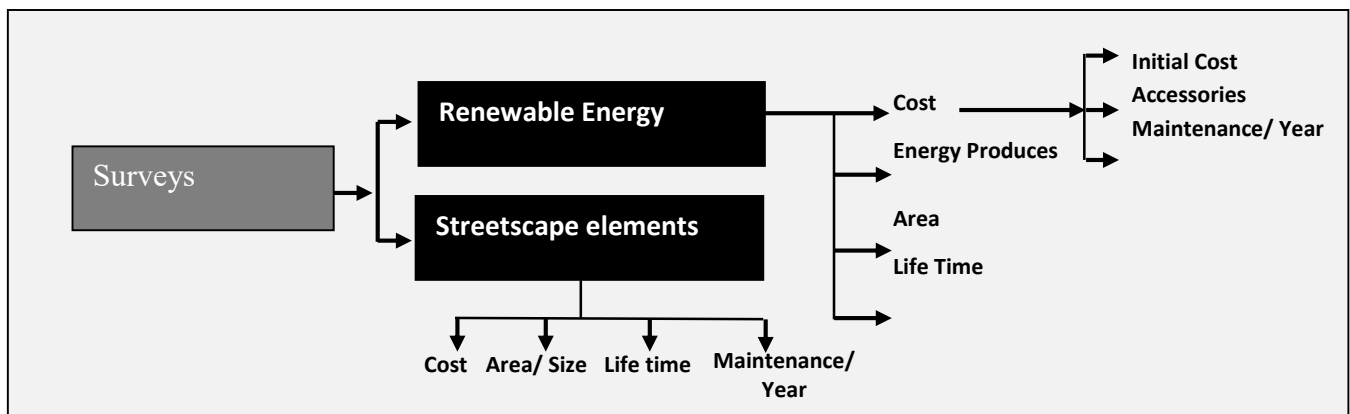 Surveys
Renewable Energy
Streetscape elements
Cost
Energy Produces
Area
Life Time
Initial Cost
Accessories
Maintenance/ Year
Cost
Area/ Size
Life time
Maintenance/
Year